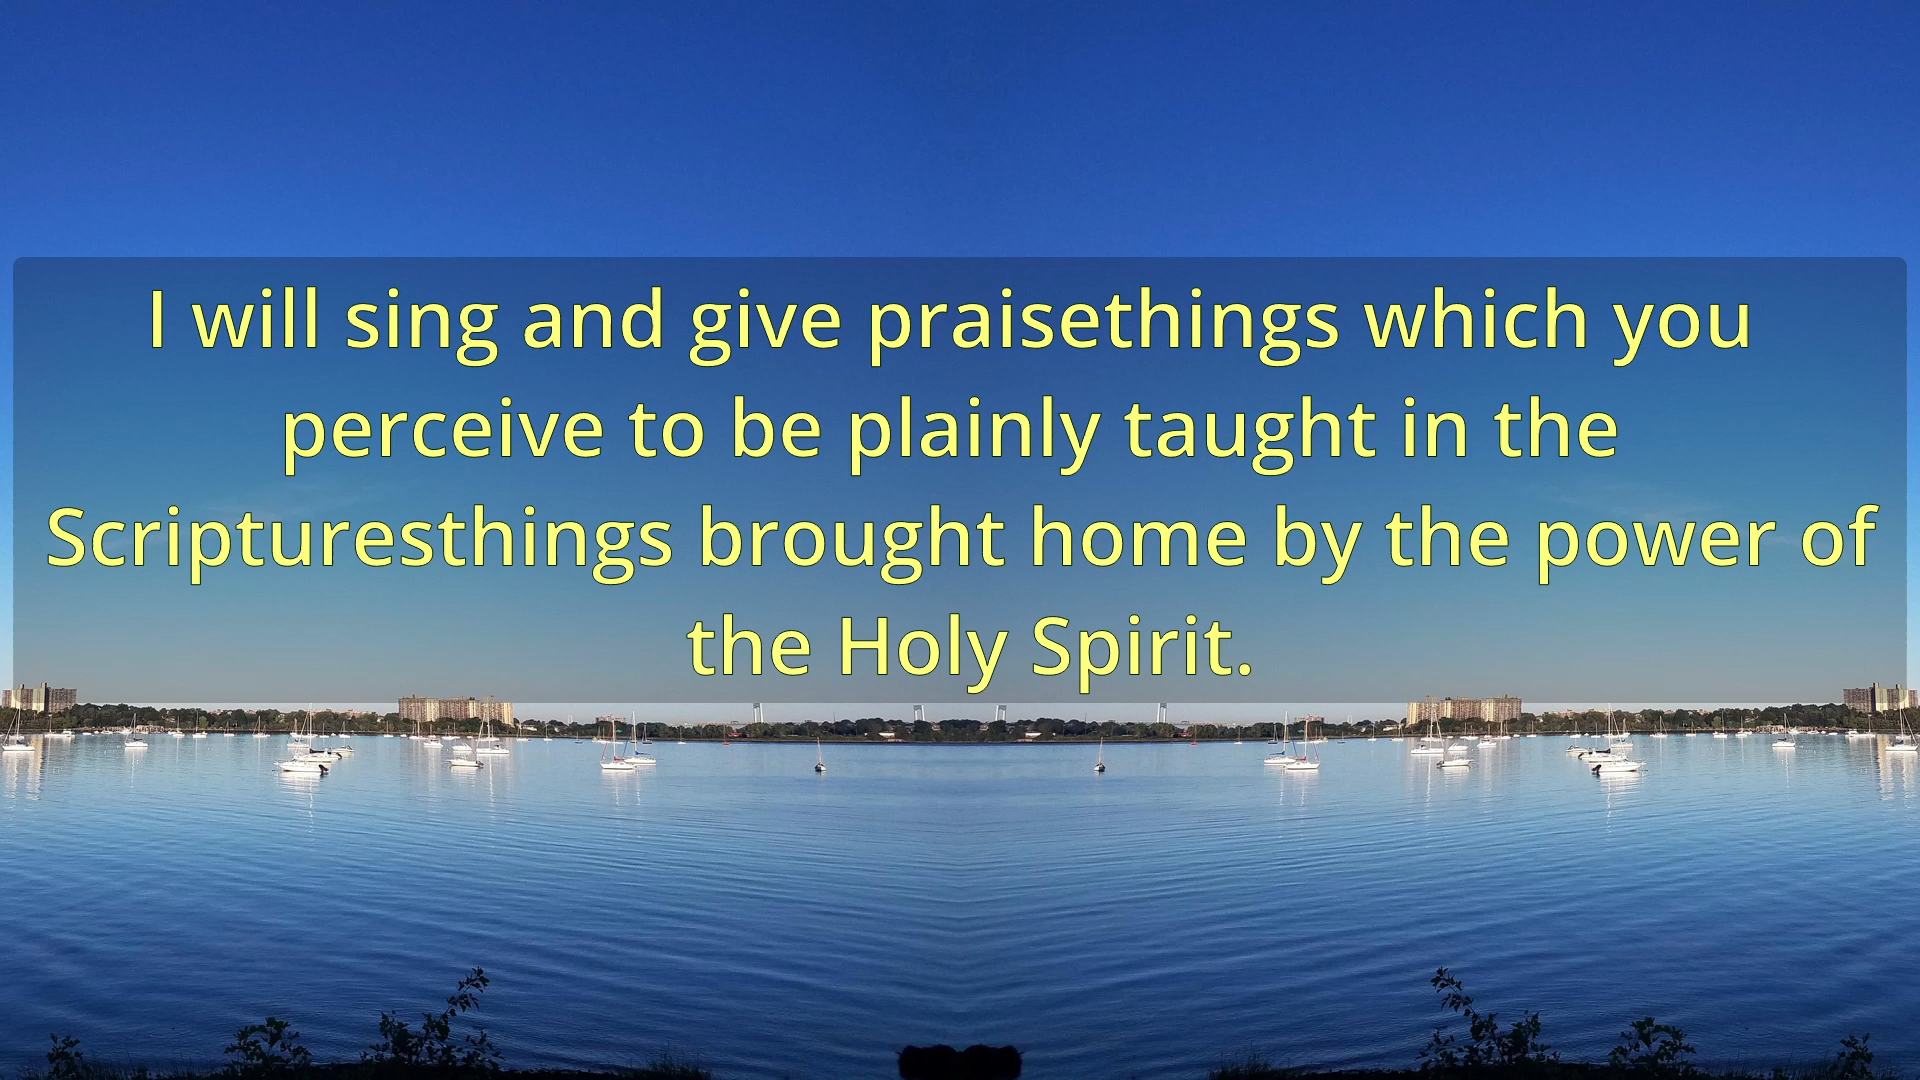 I will sing and give praisethings which you
perceive to be plainly taught in the
Scripturesthings brought home by the power of
the Holy Spirit.